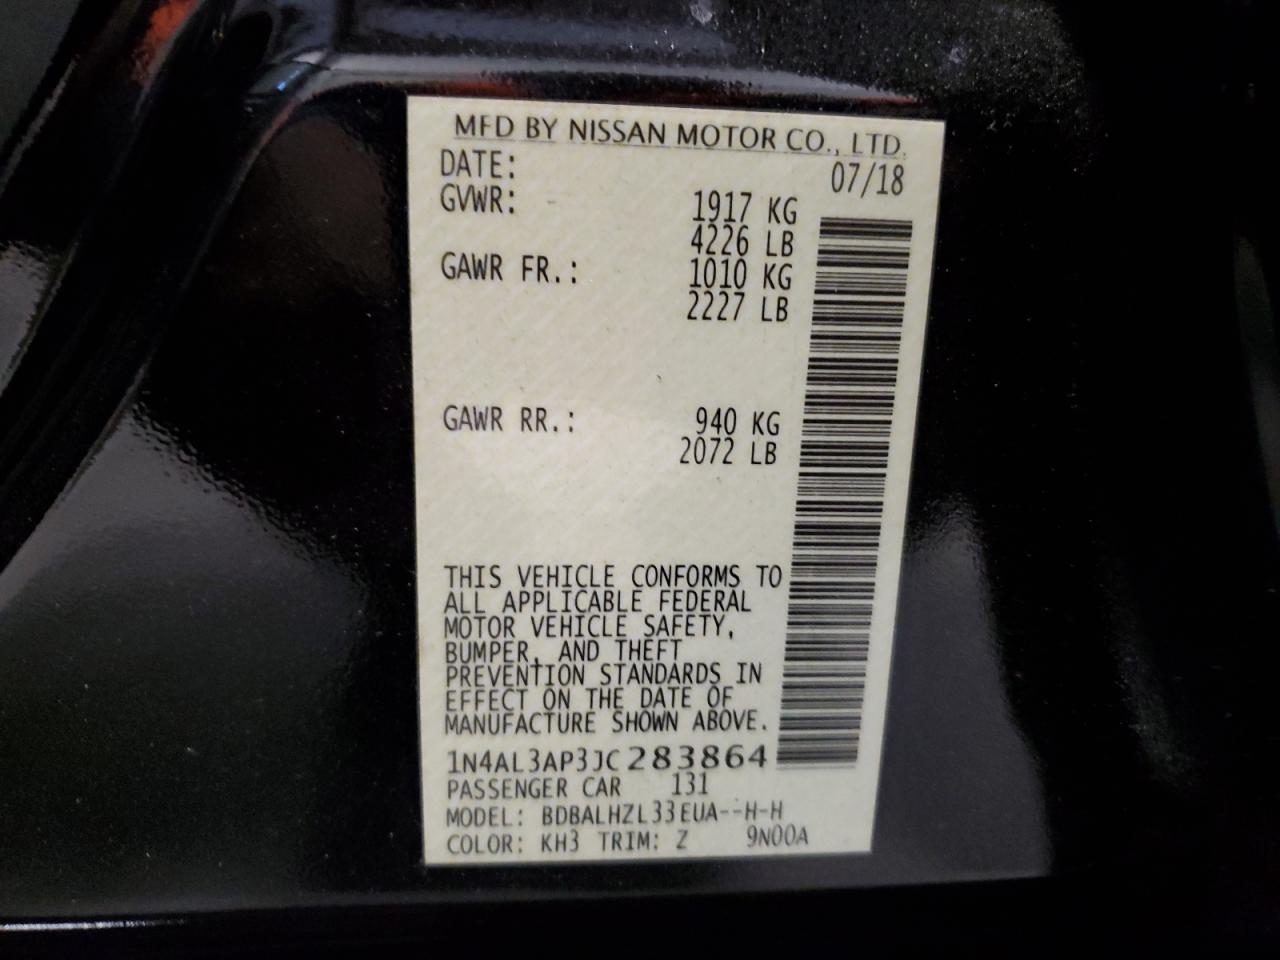 MFD BY NISSAN MOTOR CO., LTD.
DATE: 07/18
GVWR: 1917 KG
4226 LB
GAWR FR.: 1010 KG
2227 LB
GAWR RR.: 940 KG
2072 LB
THIS VEHICLE CONFORMS TO
ALL APPLICABLE FEDERAL
MOTOR VEHICLE SAFETY,
BUMPER, AND THEFT
PREVENTION STANDARDS IN
EFFECT ON THE DATE OF
MANUFACTURE SHOWN ABOVE.
1N4AL3AP3JC283864
PASSENGER CAR 131
MODEL: BDBALHZL33EUA--H-H
COLOR: KH3 TRIM: Z 9N00A